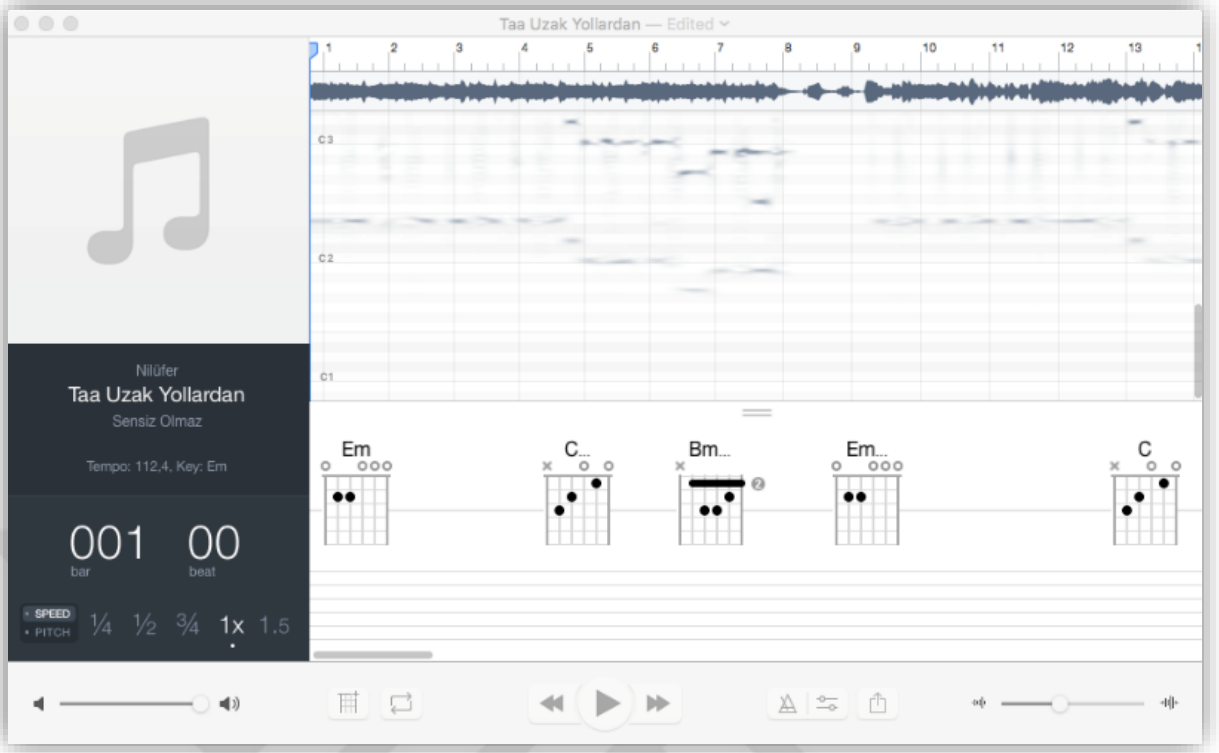 Taa Uzak Yollardan — Edited
1 2 3 4 5 6 7 8 9 10 11 12 13 1
C3
C2
C1
Nilüfer
Taa Uzak Yollardan
Sensiz Olmaz
Tempo: 112,4, Key: Em
001 00
bar beat
SPEED
PITCH
1/4 1/2 3/4 1x 1.5
Em C... Bm... Em... C
2